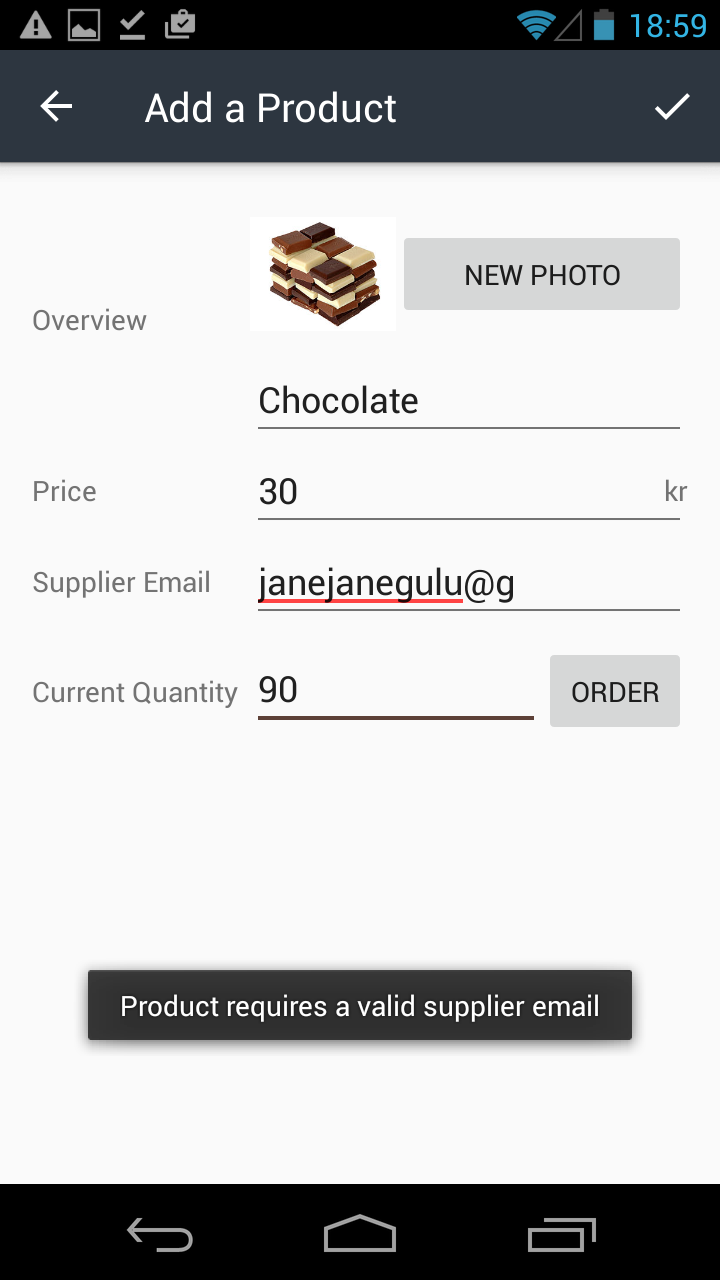 18:59
Add a Product
NEW PHOTO
Overview
Chocolate
Price 30 kr
Supplier Email janejanegulu@g
Current Quantity 90 ORDER
Product requires a valid supplier email